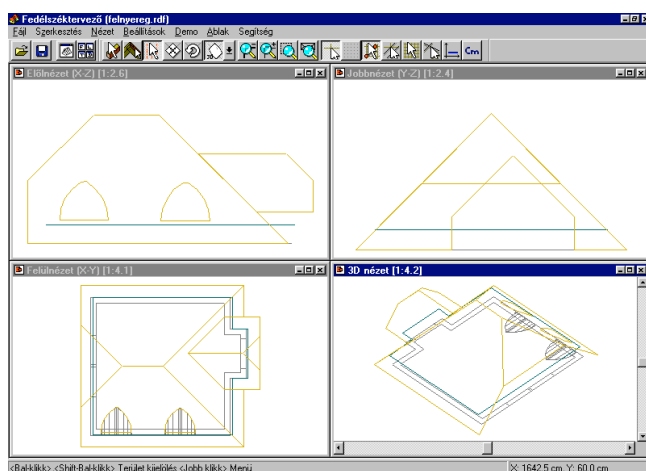 Fedélszéktervező (felnyereg.rdf)
Fájl Szerkesztés Nézet Beállítások Demo Ablak Segítség
3D Cm
Elölnézet (X-Z) [1:2.6]
Jobbnézet (Y-Z) [1:2.4]
Felülnézet (X-Y) [1:4.1]
3D nézet [1:4.2]
<Bal-klikk>,<Shift-Bal-klikk> Terület kijelölés <Jobb klikk> Menü
X: 1642.5 cm, Y: 60.0 cm